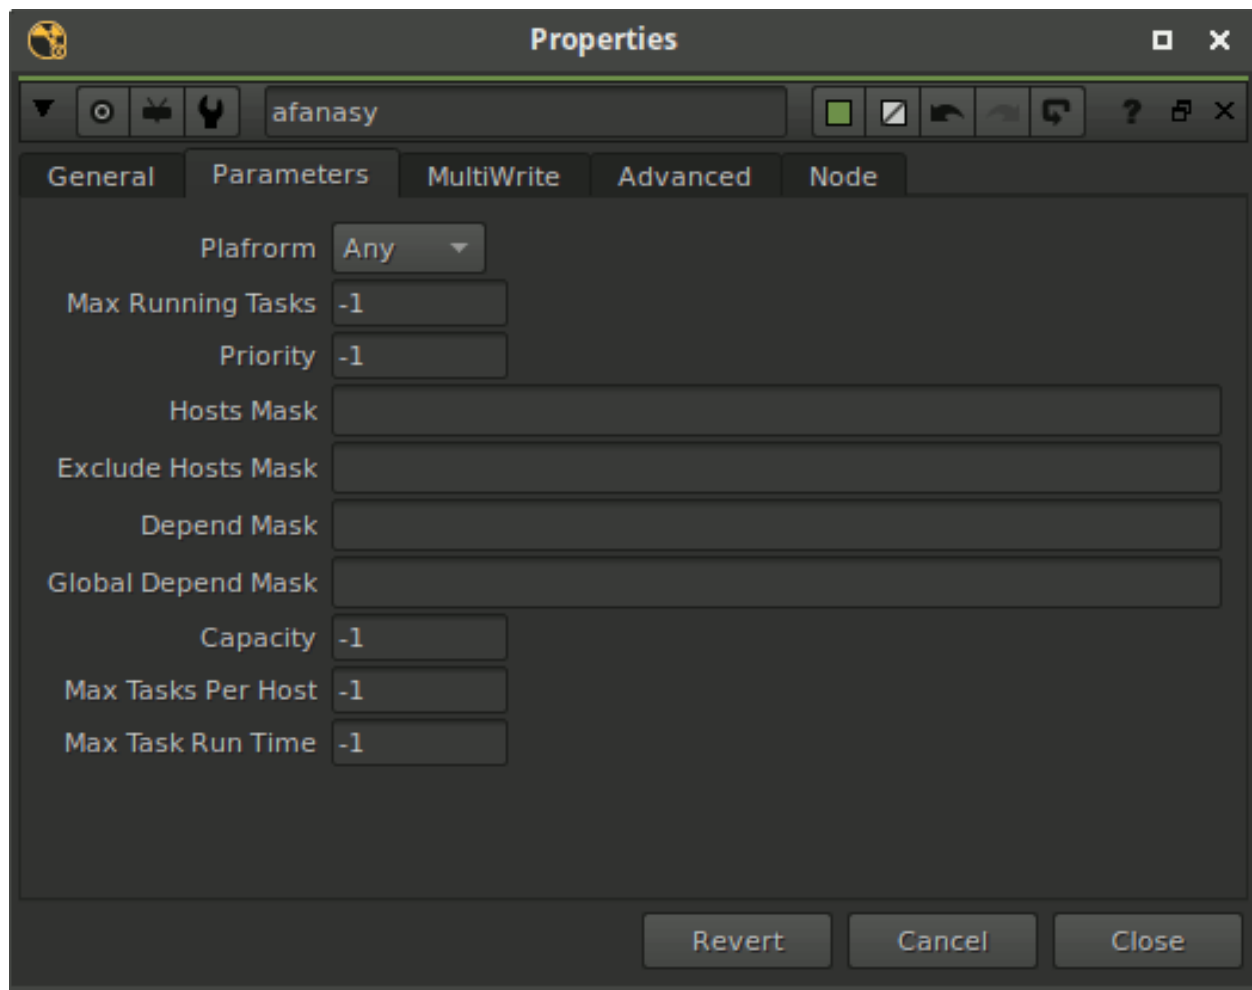 Properties
afanasy
?
General Parameters MultiWrite Advanced Node
Plafrorm Any
Max Running Tasks -1
Priority -1
Hosts Mask
Exclude Hosts Mask
Depend Mask
Global Depend Mask
Capacity -1
Max Tasks Per Host -1
Max Task Run Time -1
Revert Cancel Close